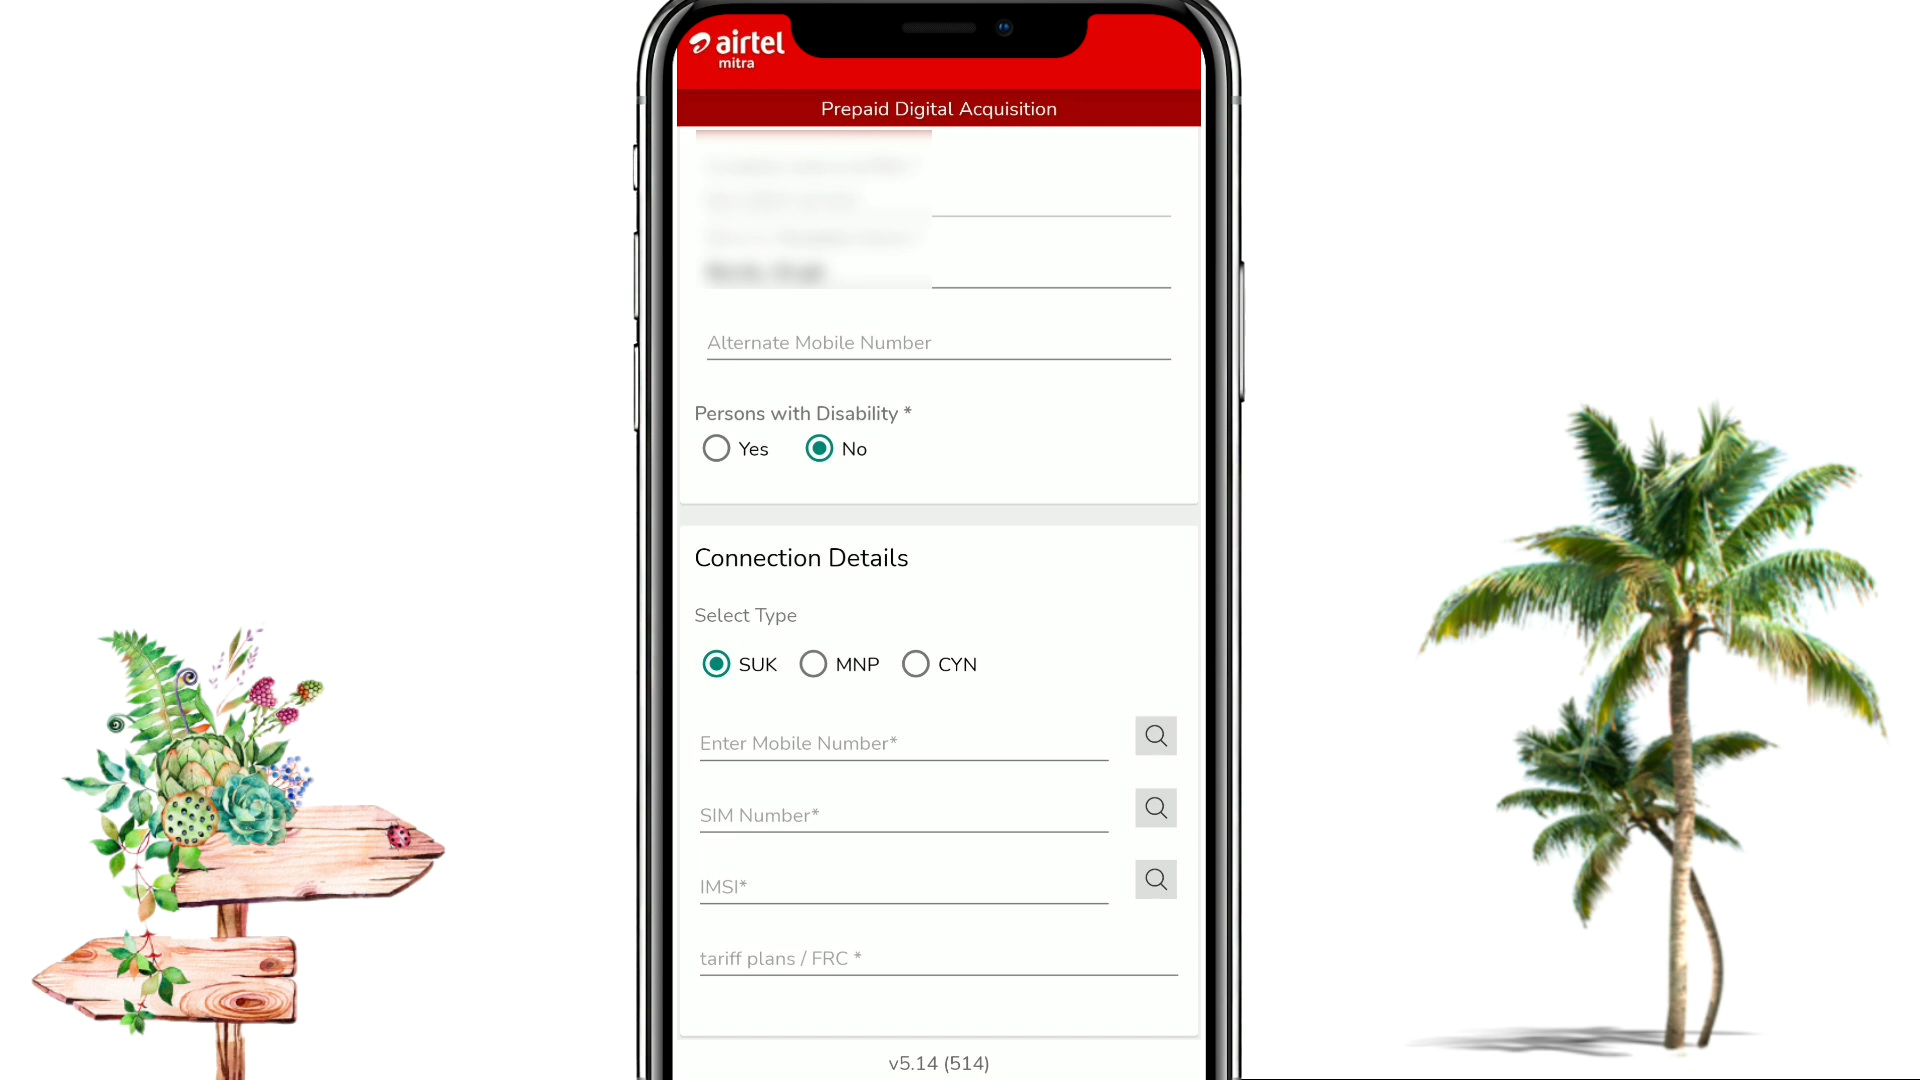 airtel
mitra
Prepaid Digital Acquisition
Alternate Mobile Number
Persons with Disability *
Yes No
Connection Details
Select Type
SUK MNP CYN
Enter Mobile Number*
SIM Number*
IMSI*
tariff plans / FRC *
v5.14 (514)